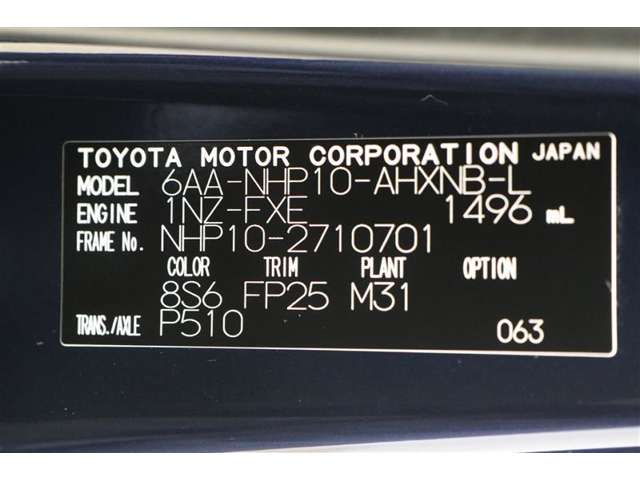 TOYOTA MOTOR CORPORATION JAPAN
MODEL 6AA-NHP10-AHXNB-L
ENGINE 1NZ-FXE 1496 mL
FRAME No. NHP10-2710701
COLOR TRIM PLANT OPTION
8S6 FP25 M31
TRANS./AXLE P510 063